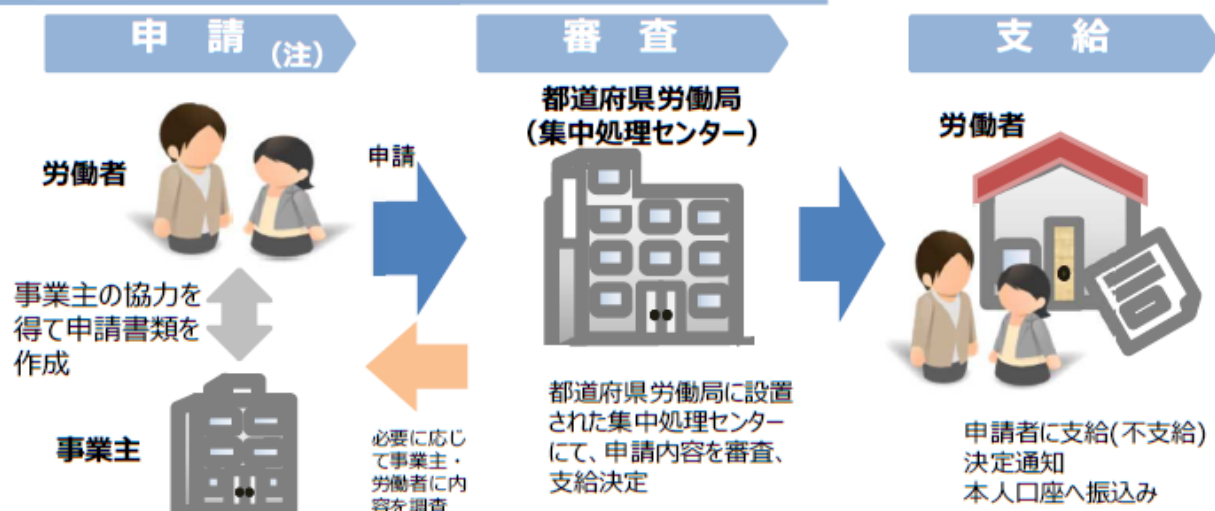 申 請 (注)
審 査
支 給
労働者
事業主の協力を
得て申請書類を
作成
事業主
申請
必要に応じ
て事業主・
労働者に内
容を調査
都道府県労働局
(集中処理センター)
都道府県労働局に設置
された集中処理センター
にて、申請内容を審査、
支給決定
労働者
申請者に支給(不支給)
決定通知
本人口座へ振込み